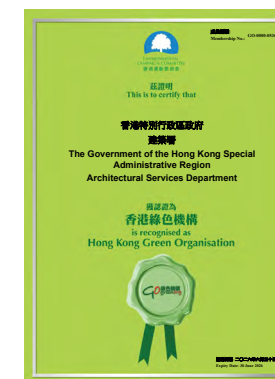 Membership No.:
茲證明
This is to certify that
香港特別行政區政府
建築署
The Government of the Hong Kong Special
Administrative Region
Architectural Services Department
獲認證為
香港綠色機構
is recognised as
Hong Kong Green Organisation
Expiry Date: 30 June 2026